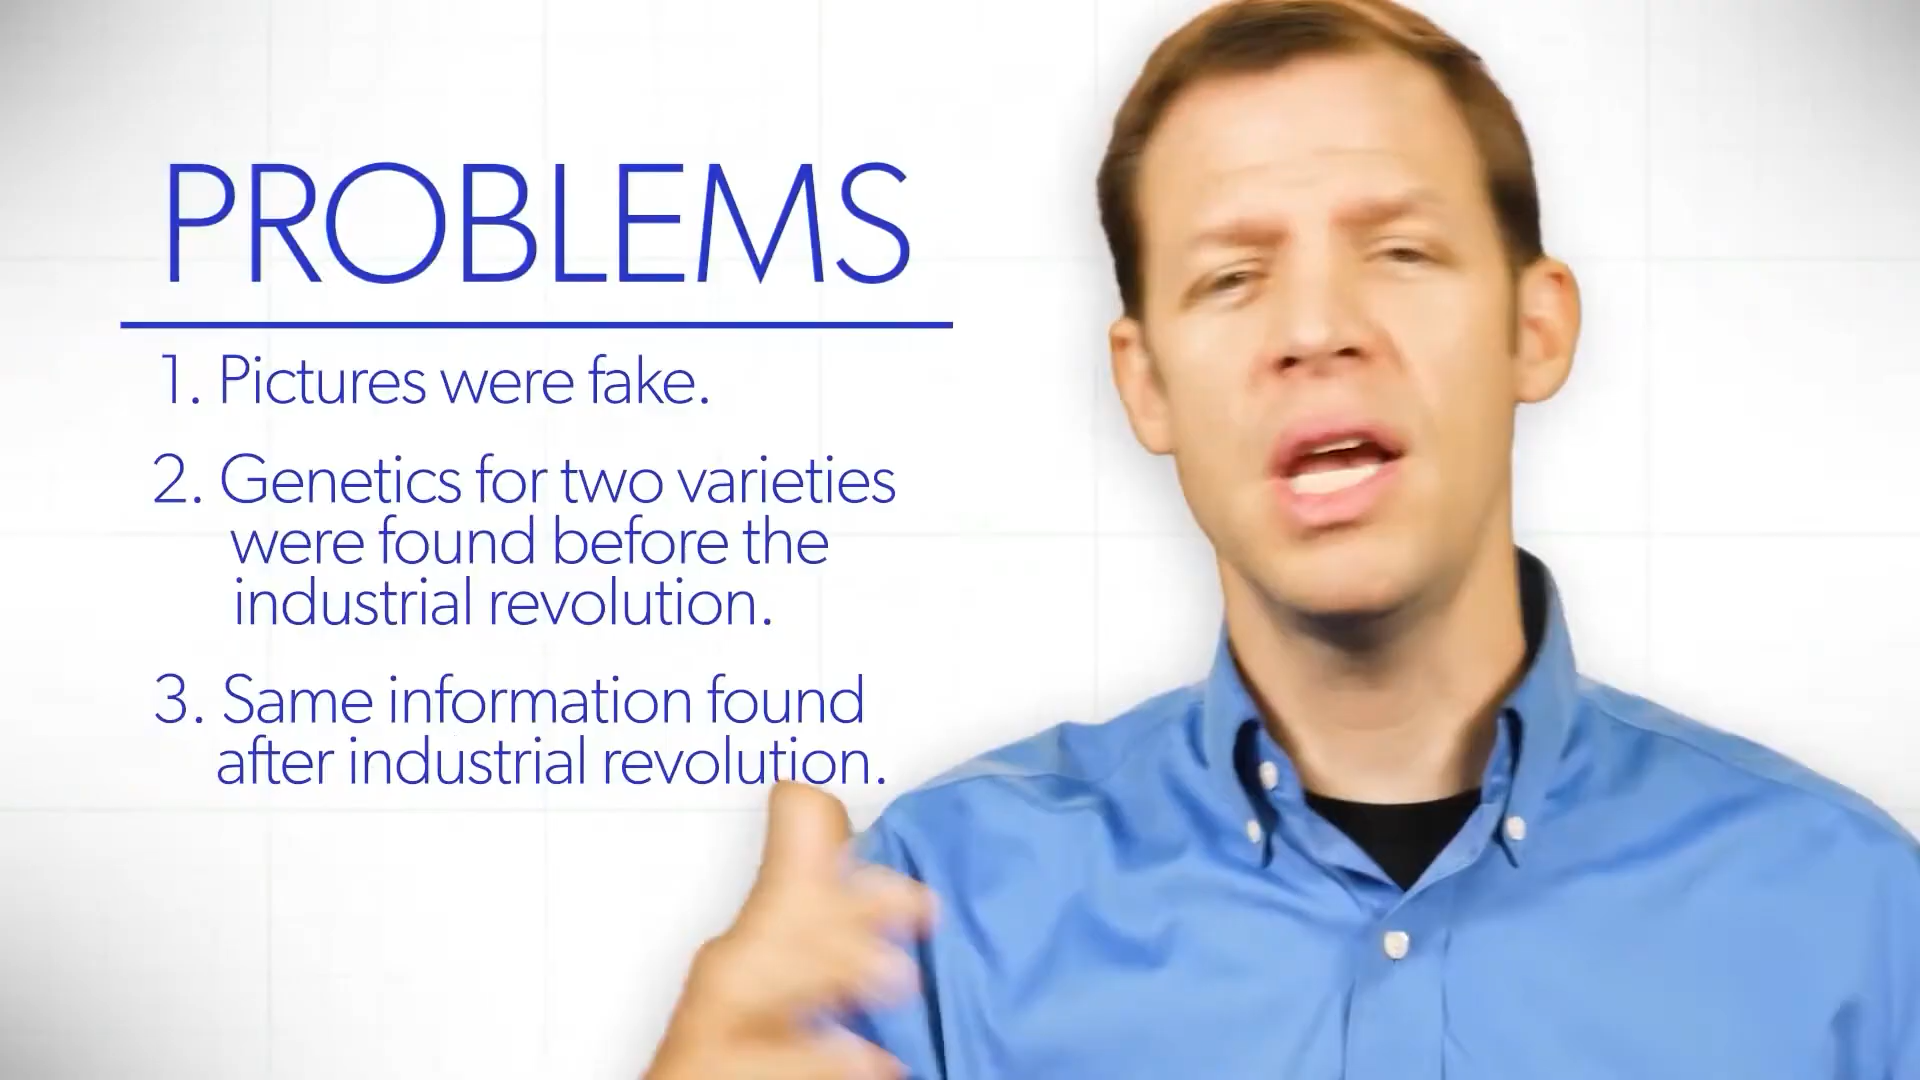 PROBLEMS
1. Pictures were fake.
2. Genetics for two varieties
were found before the
industrial revolution.
3. Same information found
after industrial revolution.